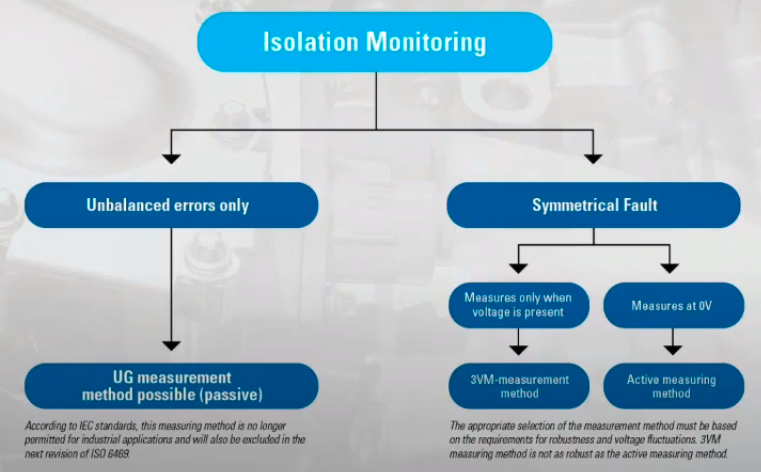 Isolation Monitoring
Unbalanced errors only
Symmetrical Fault
Measures only when
voltage is present
Measures at 0V
UG measurement
method possible (passive)
3VM-measurement
method
Active measuring
method
According to IEC standards, this measuring method is no longer
permitted for industrial applications and will also be excluded in the
next revision of ISO 6469.
The appropriate selection of the measurement method must be based
on the requirements for robustness and voltage fluctuations. 3VM
measuring method is not as robust as the active measuring method.